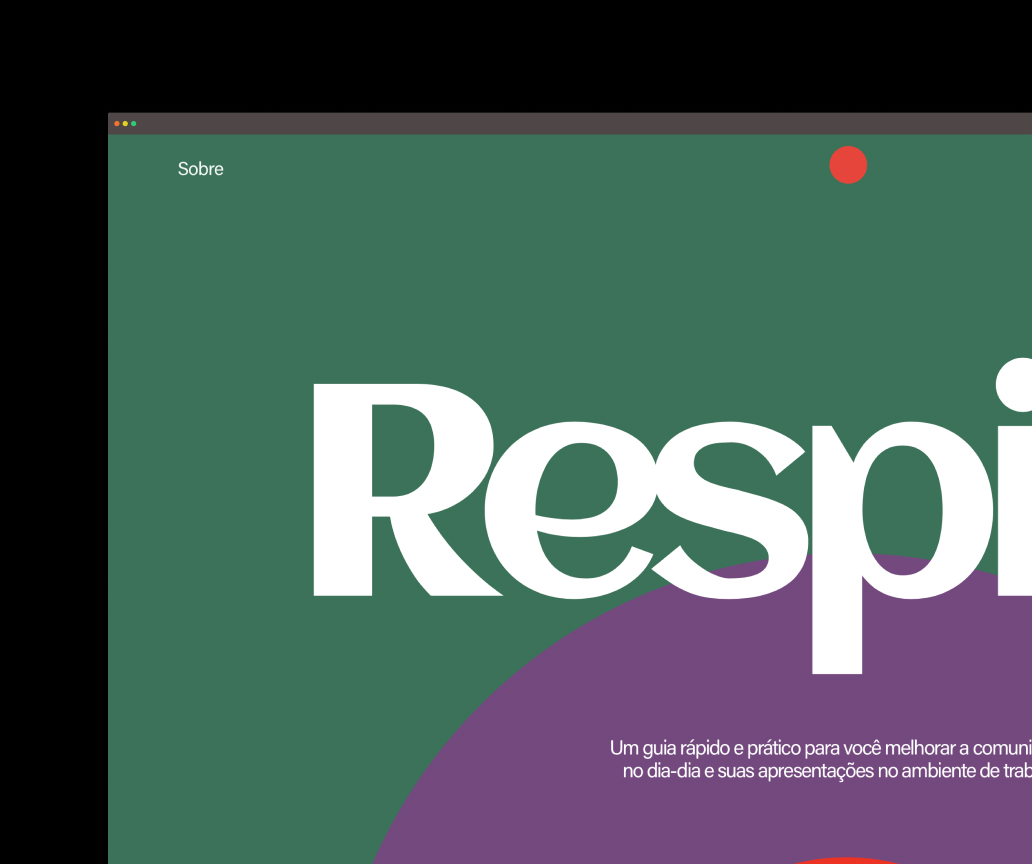 Sobre
Respi
Um guia rápido e prático para você melhorar a comuni
no dia-dia e suas apresentações no ambiente de trab